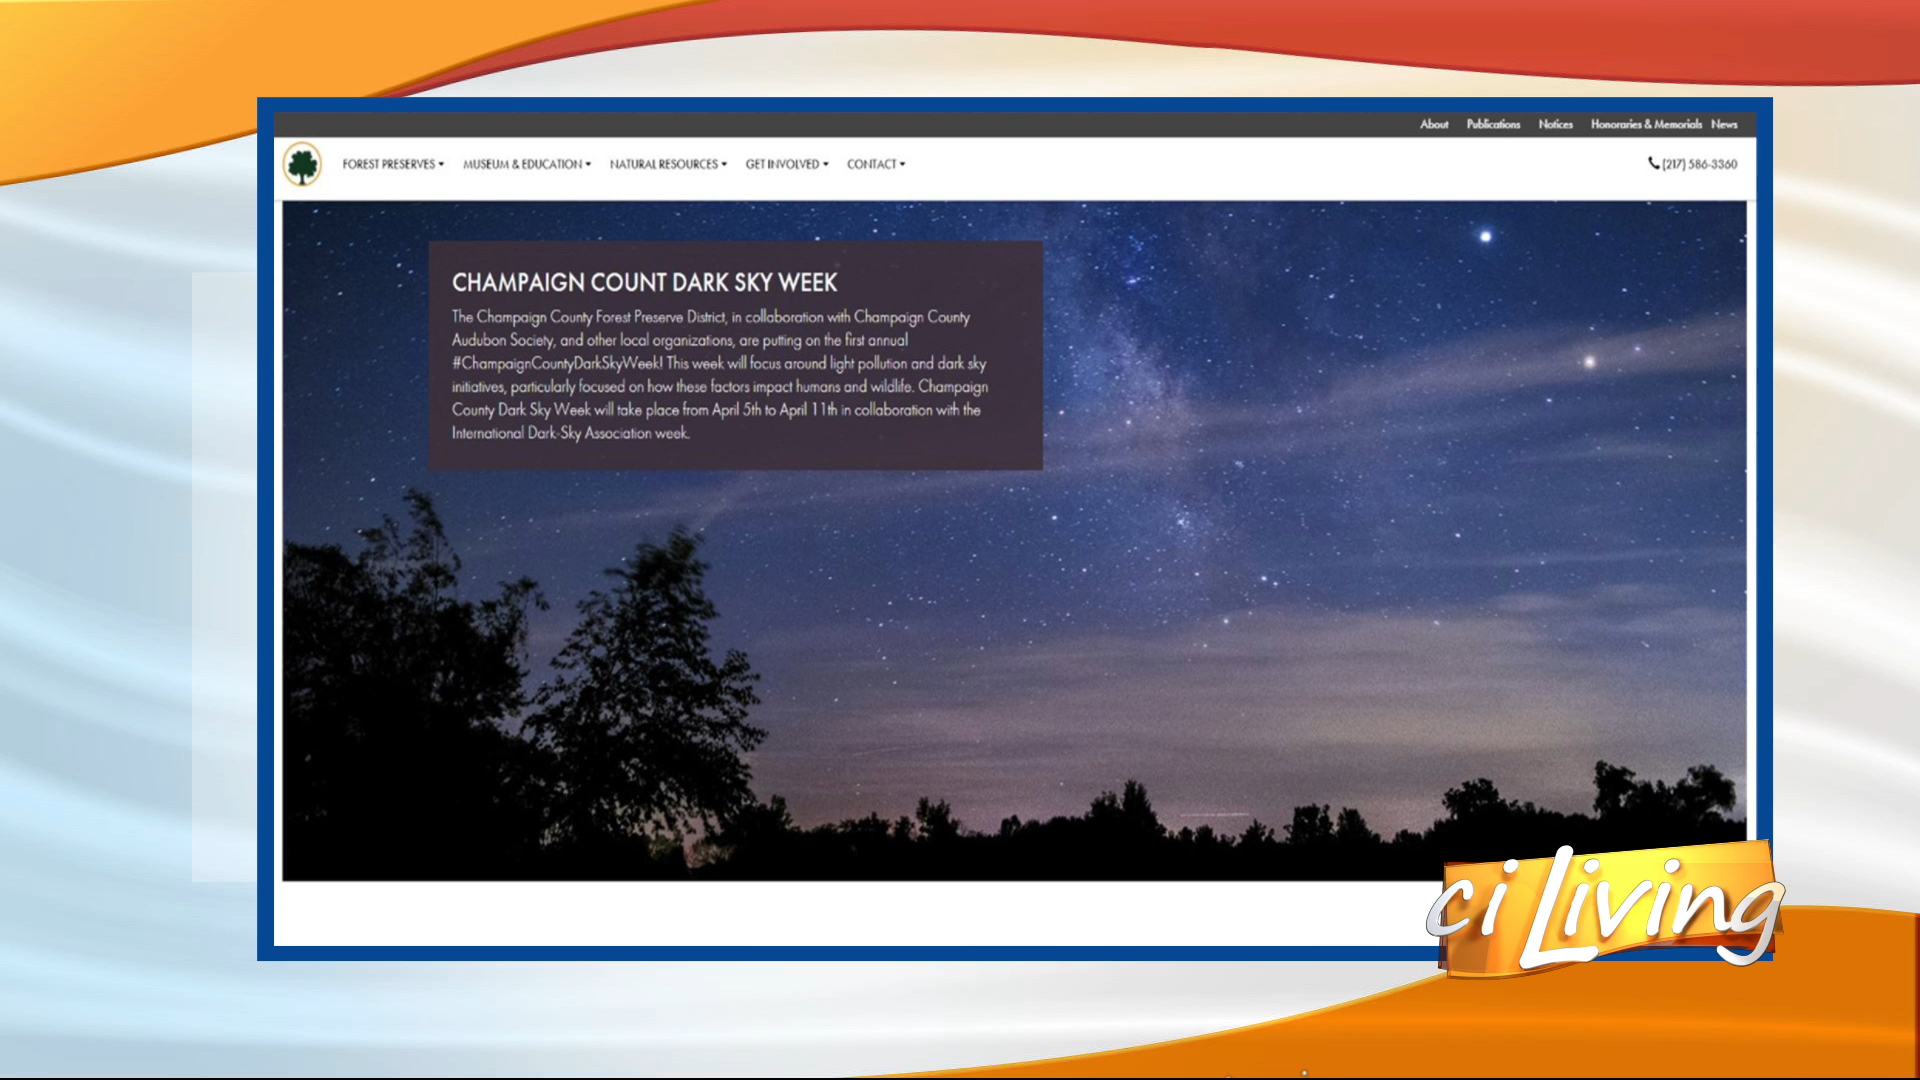 About Publications Notices Honoraries & Memorials News
FOREST PRESERVES MUSEUM & EDUCATION NATURAL RESOURCES GET INVOLVED CONTACT (217) 586-3360
CHAMPAIGN COUNT DARK SKY WEEK
The Champaign County Forest Preserve District, in collaboration with Champaign County
Audubon Society, and other local organizations, are putting on the first annual
#ChampaignCountyDarkSkyWeek! This week will focus around light pollution and dark sky
initiatives, particularly focused on how these factors impact humans and wildlife. Champaign
County Dark Sky Week will take place from April 5th to April 11th in collaboration with the
International Dark-Sky Association week.
ci Living